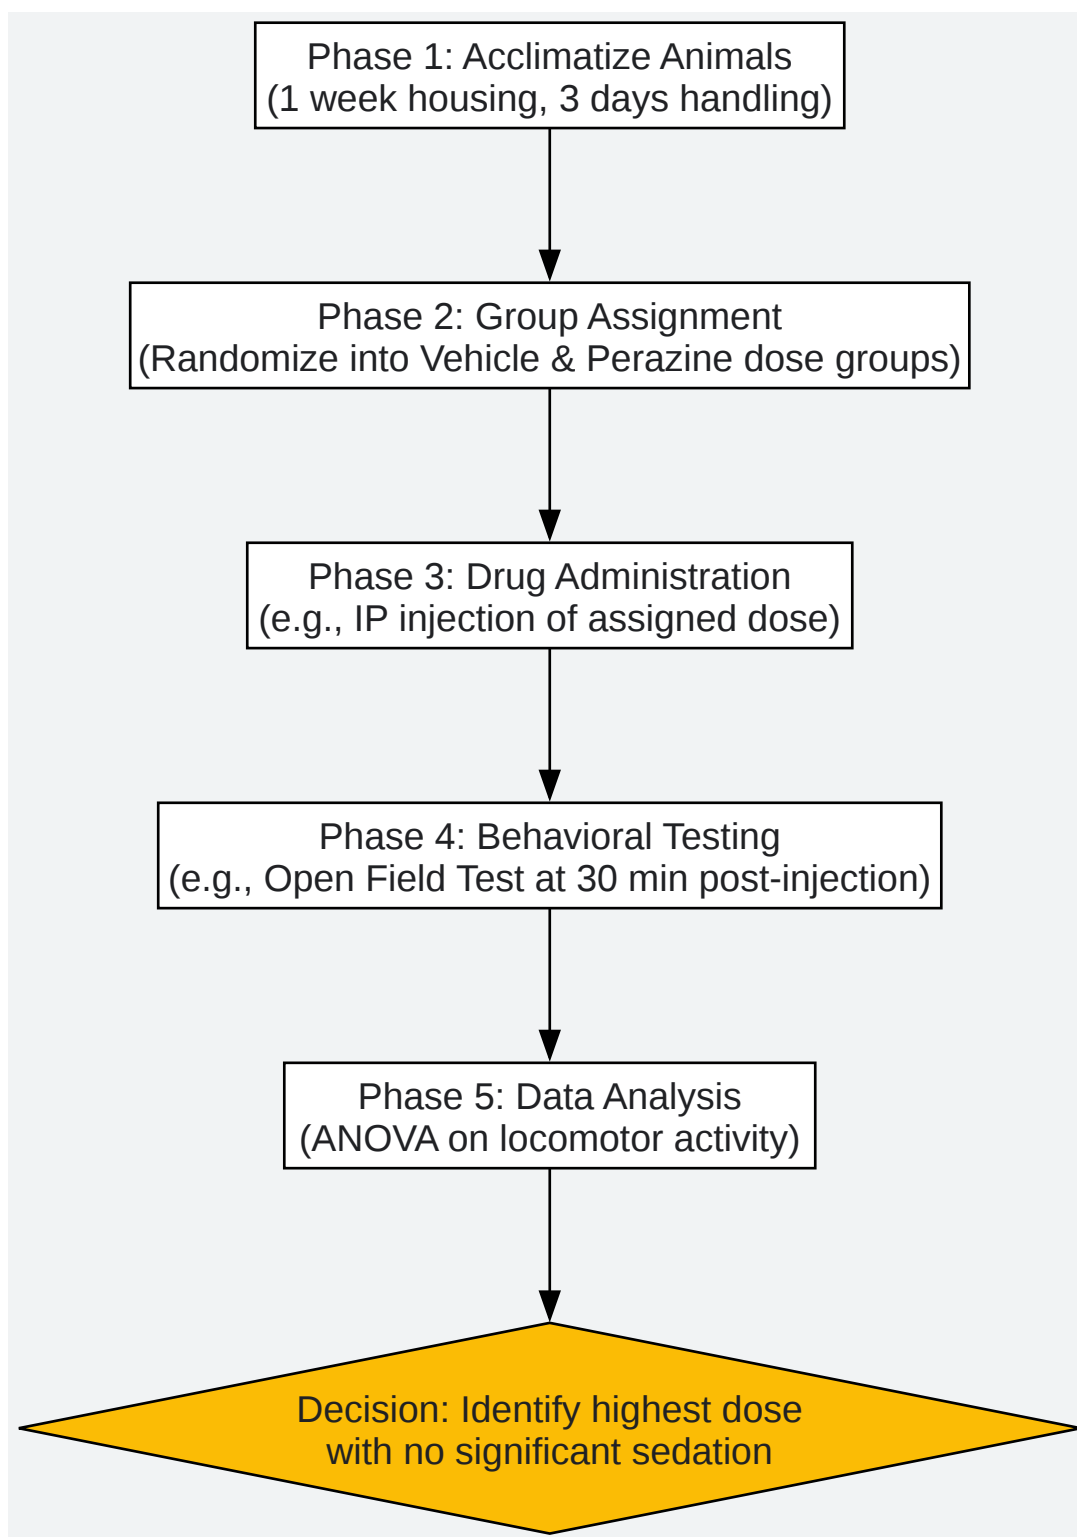 Phase 1: Acclimatize Animals
(1 week housing, 3 days handling)
Phase 2: Group Assignment
(Randomize into Vehicle & Perazine dose groups)
Phase 3: Drug Administration
(e.g., IP injection of assigned dose)
Phase 4: Behavioral Testing
(e.g., Open Field Test at 30 min post-injection)
Phase 5: Data Analysis
(ANOVA on locomotor activity)
Decision: Identify highest dose
with no significant sedation